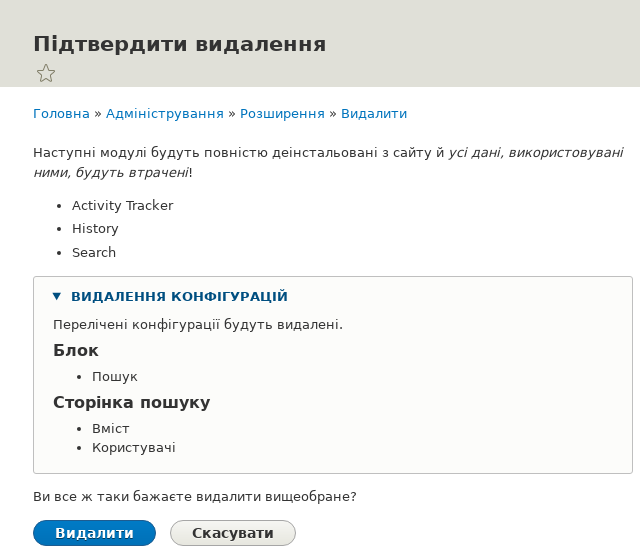 Підтвердити видалення
Головна » Адміністрування » Розширення » Видалити
Наступні модулі будуть повністю деінстальовані з сайту й усі дані, використовувані
ними, будуть втрачені!
Activity Tracker
History
Search
ВИДАЛЕННЯ КОНФІГУРАЦІЙ
Перелічені конфігурації будуть видалені.
Блок
Пошук
Сторінка пошуку
Вміст
Користувачі
Ви все ж таки бажаєте видалити вищеобране?
Видалити Скасувати